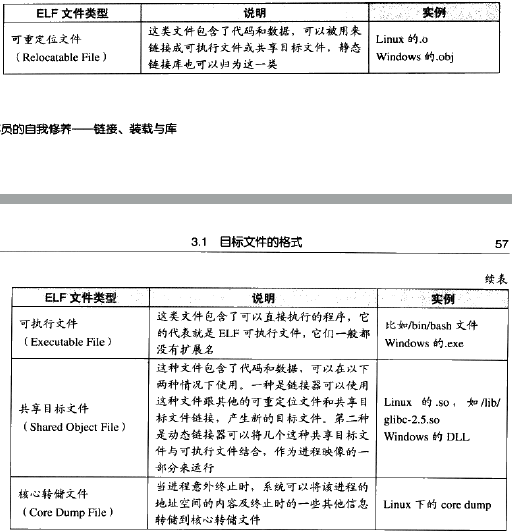 ELF 文件类型 说明 实例
可重定位文件
（Relocatable File）
这类文件包含了代码和数据，可以被用来
链接成可执行文件或共享目标文件，静态
链接库也可以归为这一类
Linux 的.o
Windows 的.obj
员的自我修养——链接、装载与库
3.1 目标文件的格式 57
续表
ELF 文件类型 说明 实例
可执行文件
（Executable File）
这类文件包含了可以直接执行的程序，它
的代表就是 ELF 可执行文件，它们一般都
没有扩展名
比如/bin/bash 文件
Windows 的.exe
共享目标文件
（Shared Object File）
这种文件包含了代码和数据，可以在以下
两种情况下使用。一种是链接器可以使用
这种文件跟其他的可重定位文件和共享目
标文件链接，产生新的目标文件。第二种
是动态链接器可以将几个这种共享目标文
件与可执行文件结合，作为进程映像的一
部分来运行
Linux 的.so，如/lib/
glibc-2.5.so
Windows 的 DLL
核心转储文件
（Core Dump File）
当进程意外终止时，系统可以将该进程的
地址空间的内容及终止时的一些其他信息
转储到核心转储文件
Linux 下的 core dump